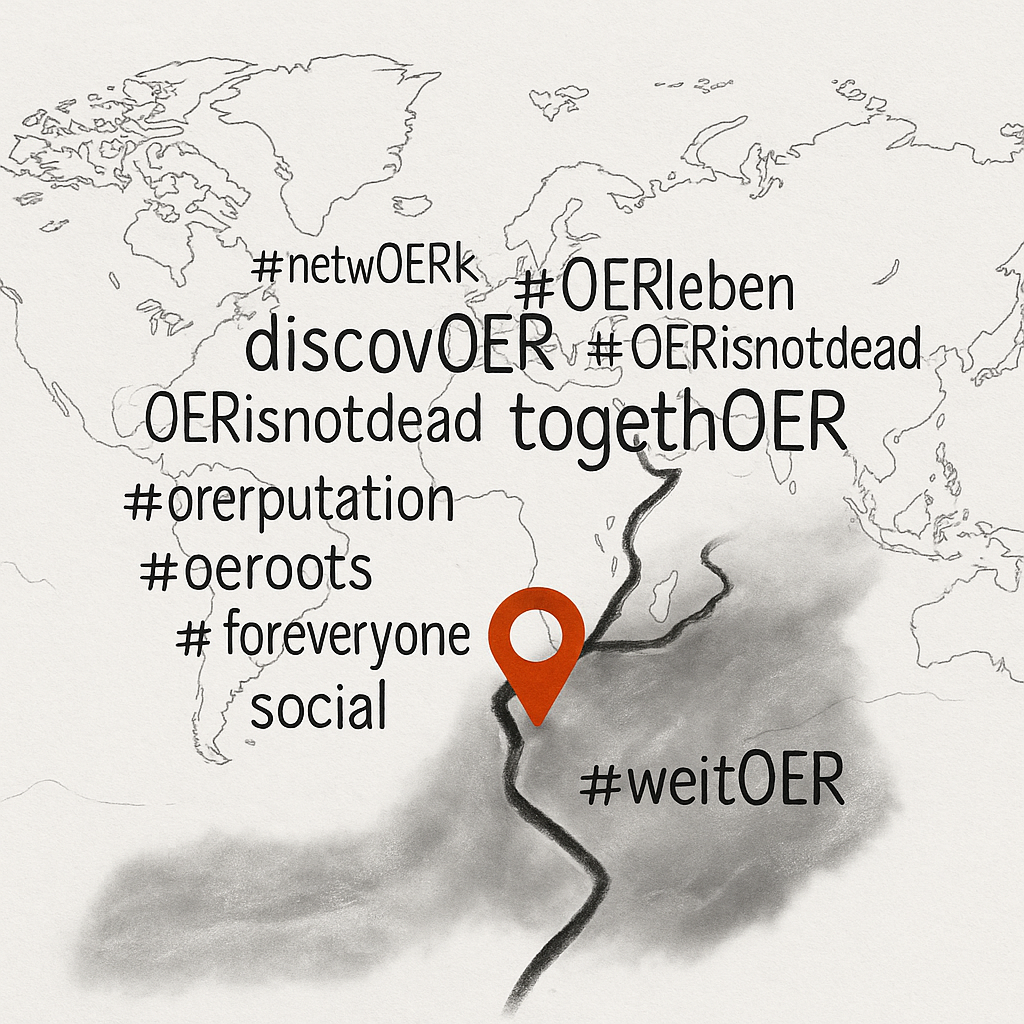 #netwOERk
#OERleben
discovOER
#OERisnotdead
OERisnotdead
togethOER
#orerputation
#oeroots
# foreveryone
social
#weitOER